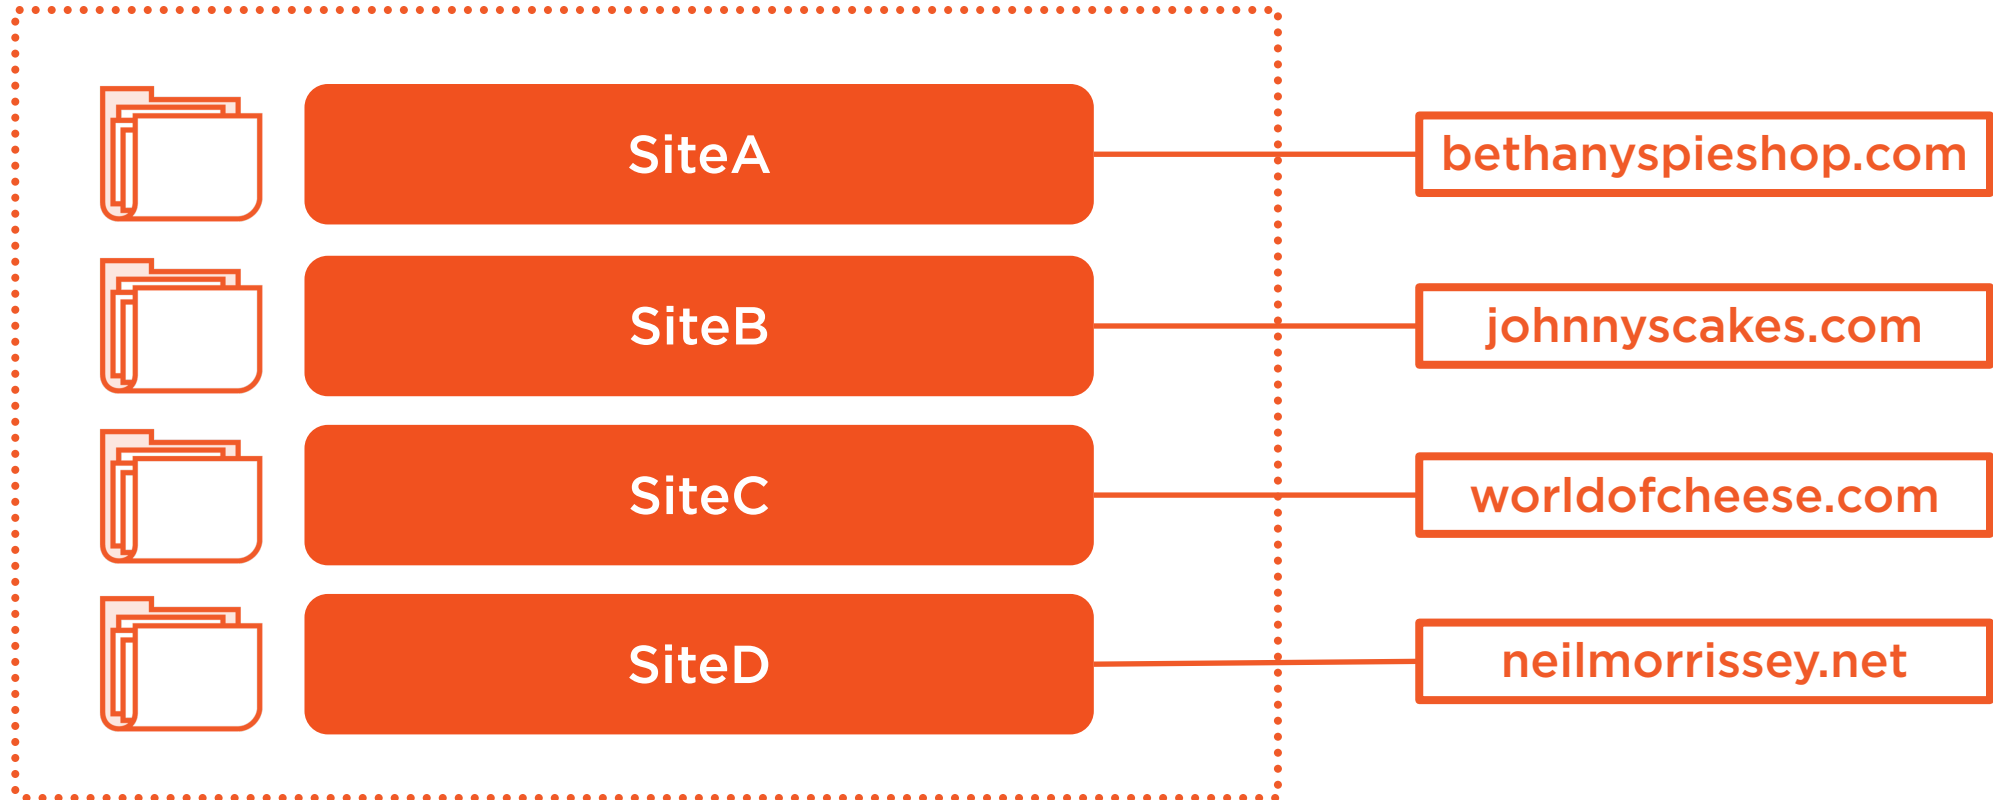 SiteA
bethanyspieshop.com
SiteB
johnnyscakes.com
SiteC
worldofcheese.com
SiteD
neilmorrissey.net